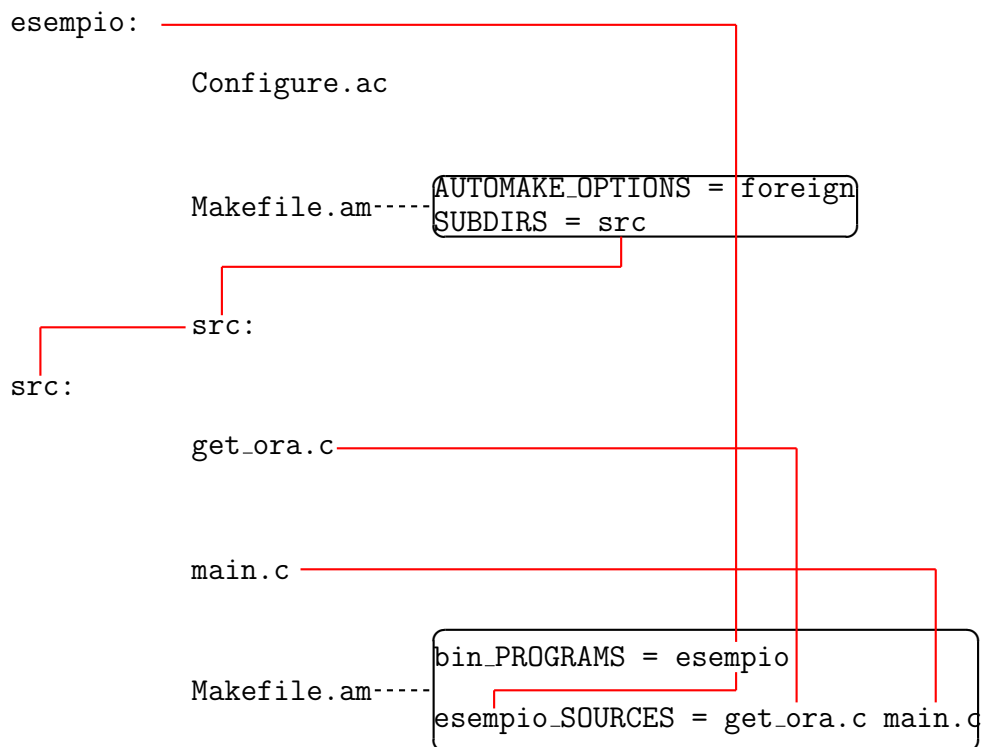 esempio:
Configure.ac
Makefile.am
AUTOMAKE_OPTIONS = foreign
SUBDIRS = src
src:
src:
get_ora.c
main.c
bin_PROGRAMS = esempio
Makefile.am
esempio_SOURCES = get_ora.c main.c